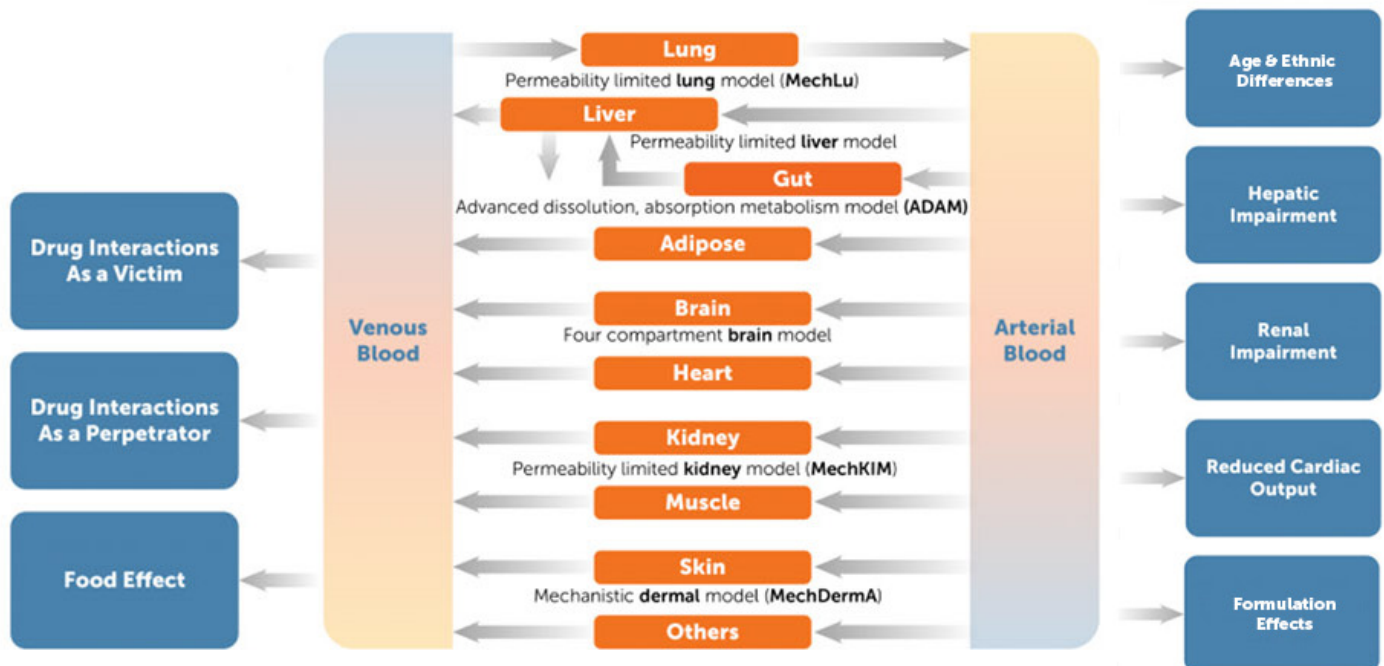 Drug Interactions
As a Victim
Drug Interactions
As a Perpetrator
Food Effect
Venous
Blood
Lung
Permeability limited lung model (MechLu)
Liver
Permeability limited liver model
Gut
Advanced dissolution, absorption metabolism model (ADAM)
Adipose
Brain
Four compartment brain model
Heart
Kidney
Permeability limited kidney model (MechKIM)
Muscle
Skin
Mechanistic dermal model (MechDermA)
Others
Arterial
Blood
Age & Ethnic
Differences
Hepatic
Impairment
Renal
Impairment
Reduced Cardiac
Output
Formulation
Effects